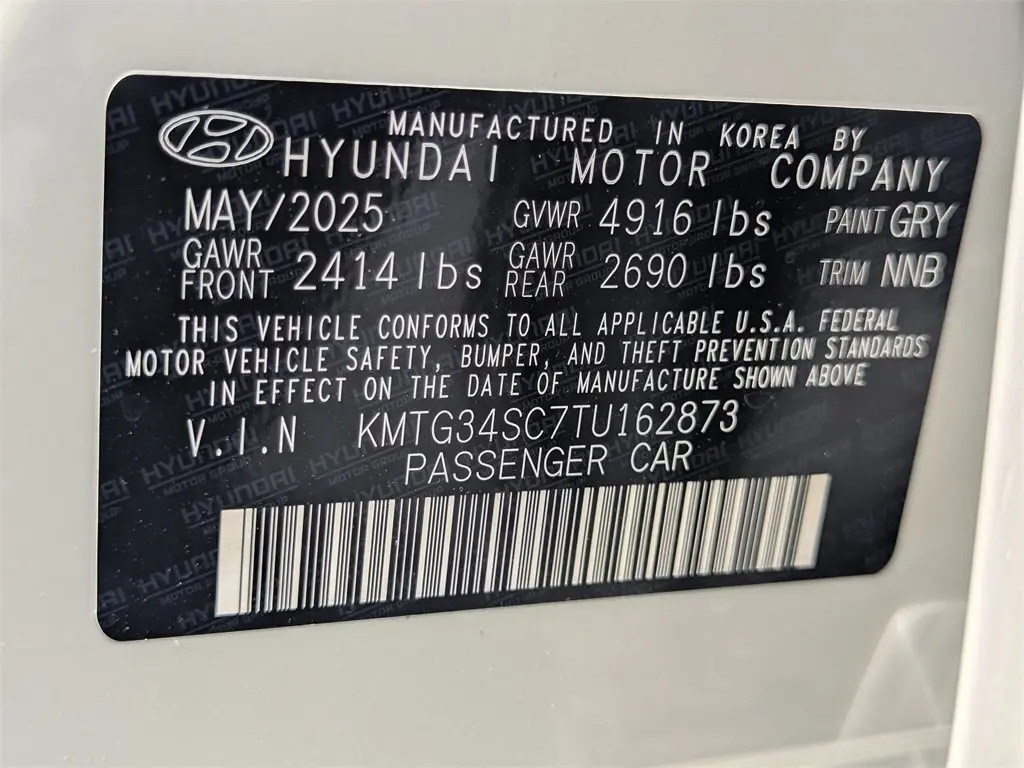 MANUFACTURED IN KOREA BY
HYUNDAI MOTOR COMPANY
MAY/2025 GVWR 4916 lbs PAINT GRY
GAWR FRONT 2414 lbs GAWR REAR 2690 lbs TRIM NNB
THIS VEHICLE CONFORMS TO ALL APPLICABLE U.S.A. FEDERAL
MOTOR VEHICLE SAFETY, BUMPER, AND THEFT PREVENTION STANDARDS
IN EFFECT ON THE DATE OF MANUFACTURE SHOWN ABOVE
V.I.N KMTG34SC7TU162873
PASSENGER CAR